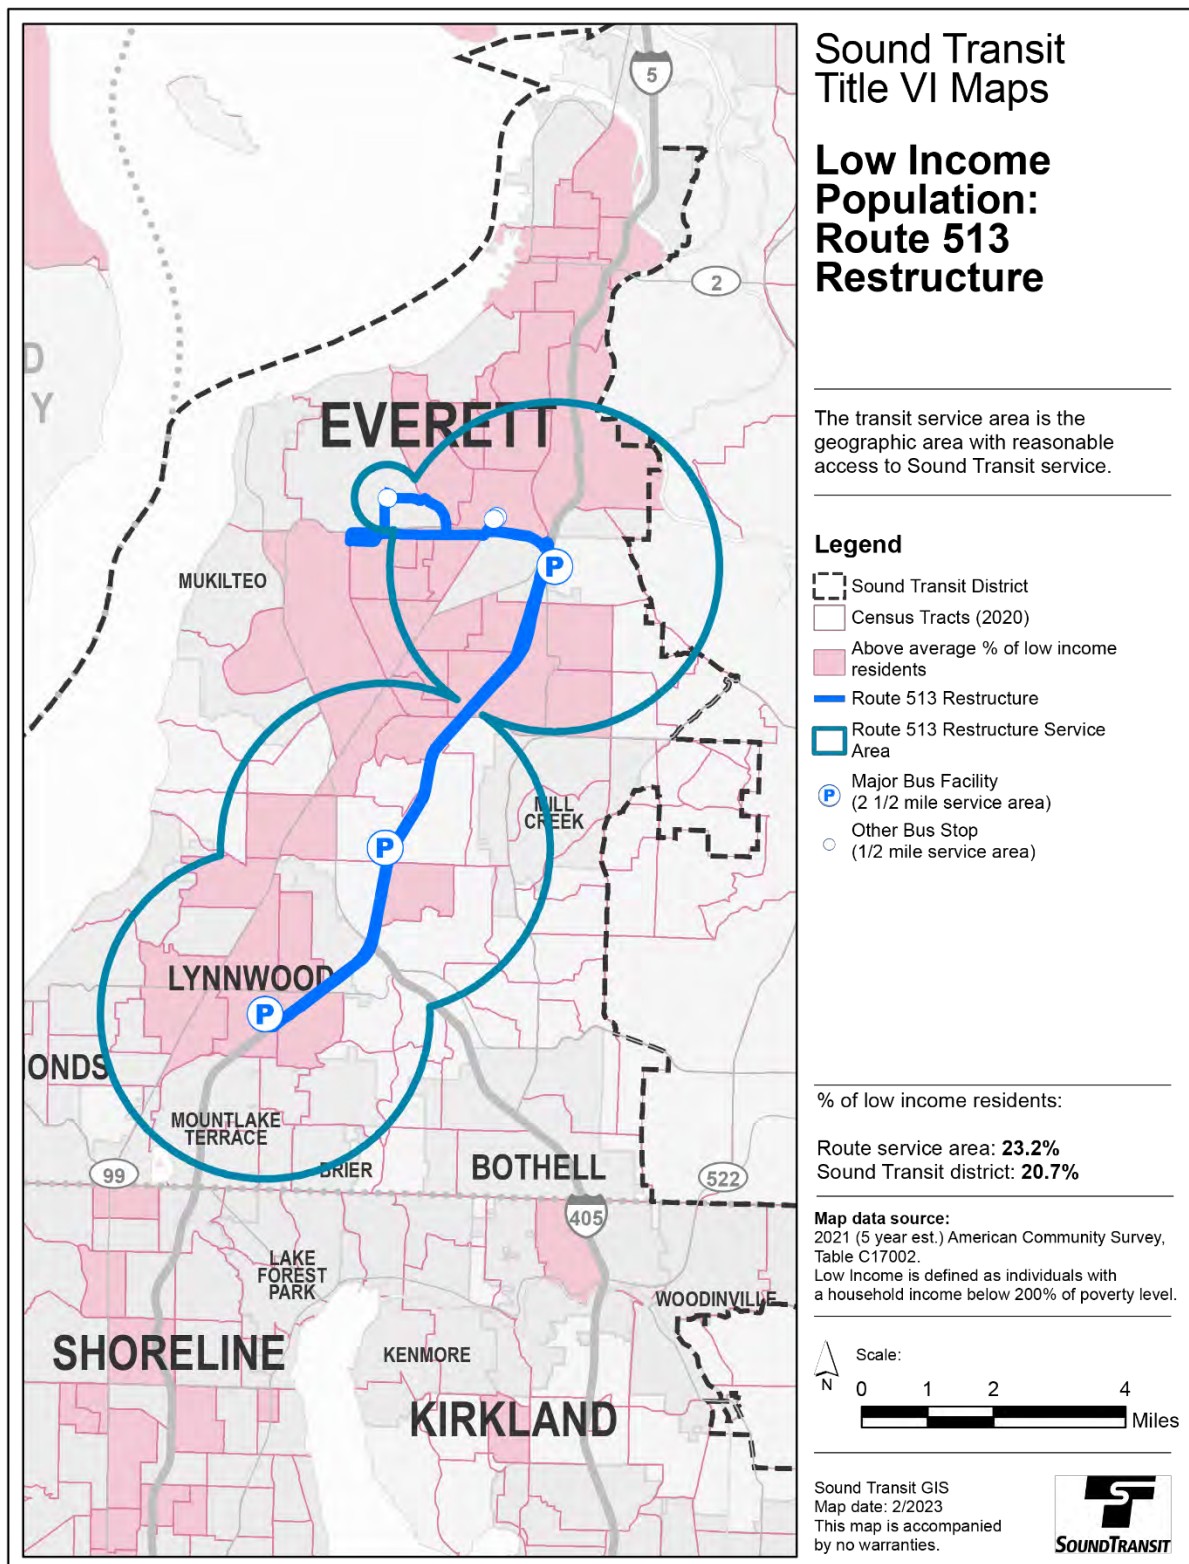 Sound Transit
Title VI Maps
Low Income
Population:
Route 513
Restructure
The transit service area is the
geographic area with reasonable
access to Sound Transit service.
Legend
Sound Transit District
Census Tracts (2020)
Above average % of low income
residents
Route 513 Restructure
Route 513 Restructure Service
Area
P
Major Bus Facility
(2 1/2 mile service area)
Other Bus Stop
(1/2 mile service area)
% of low income residents:
Route service area: 23.2%
Sound Transit district: 20.7%
Map data source:
2021 (5 year est.) American Community Survey,
Table C17002.
Low Income is defined as individuals with
a household income below 200% of poverty level.
N
Scale:
0 1 2 4
Miles
Sound Transit GIS
Map date: 2/2023
This map is accompanied
by no warranties.
T
SOUNDTRANSIT
5
2
D
Y
EVERETT
P
MUKILTEO
MILL
CREEK
P
LYNNWOOD
P
ONDS
MOUNTLAKE
TERRACE
BRIER
BOTHELL
99
522
405
LAKE
FOREST
PARK
WOODINVILLE
SHORELINE
KENMORE
KIRKLAND